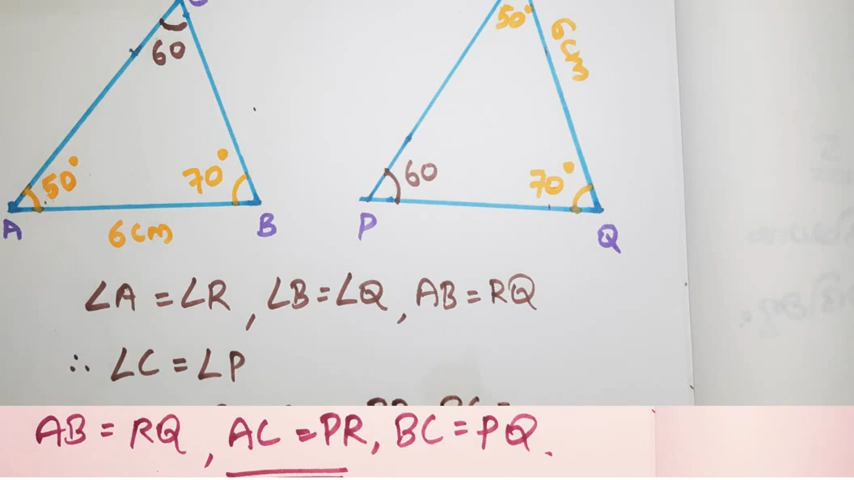 60 50° 6cm
50° 70° 60 70°
A 6cm B P Q
∠A = ∠R, ∠B = ∠Q, AB = RQ
∴ ∠C = ∠P
AB = RQ, AC = PR, BC = PQ.